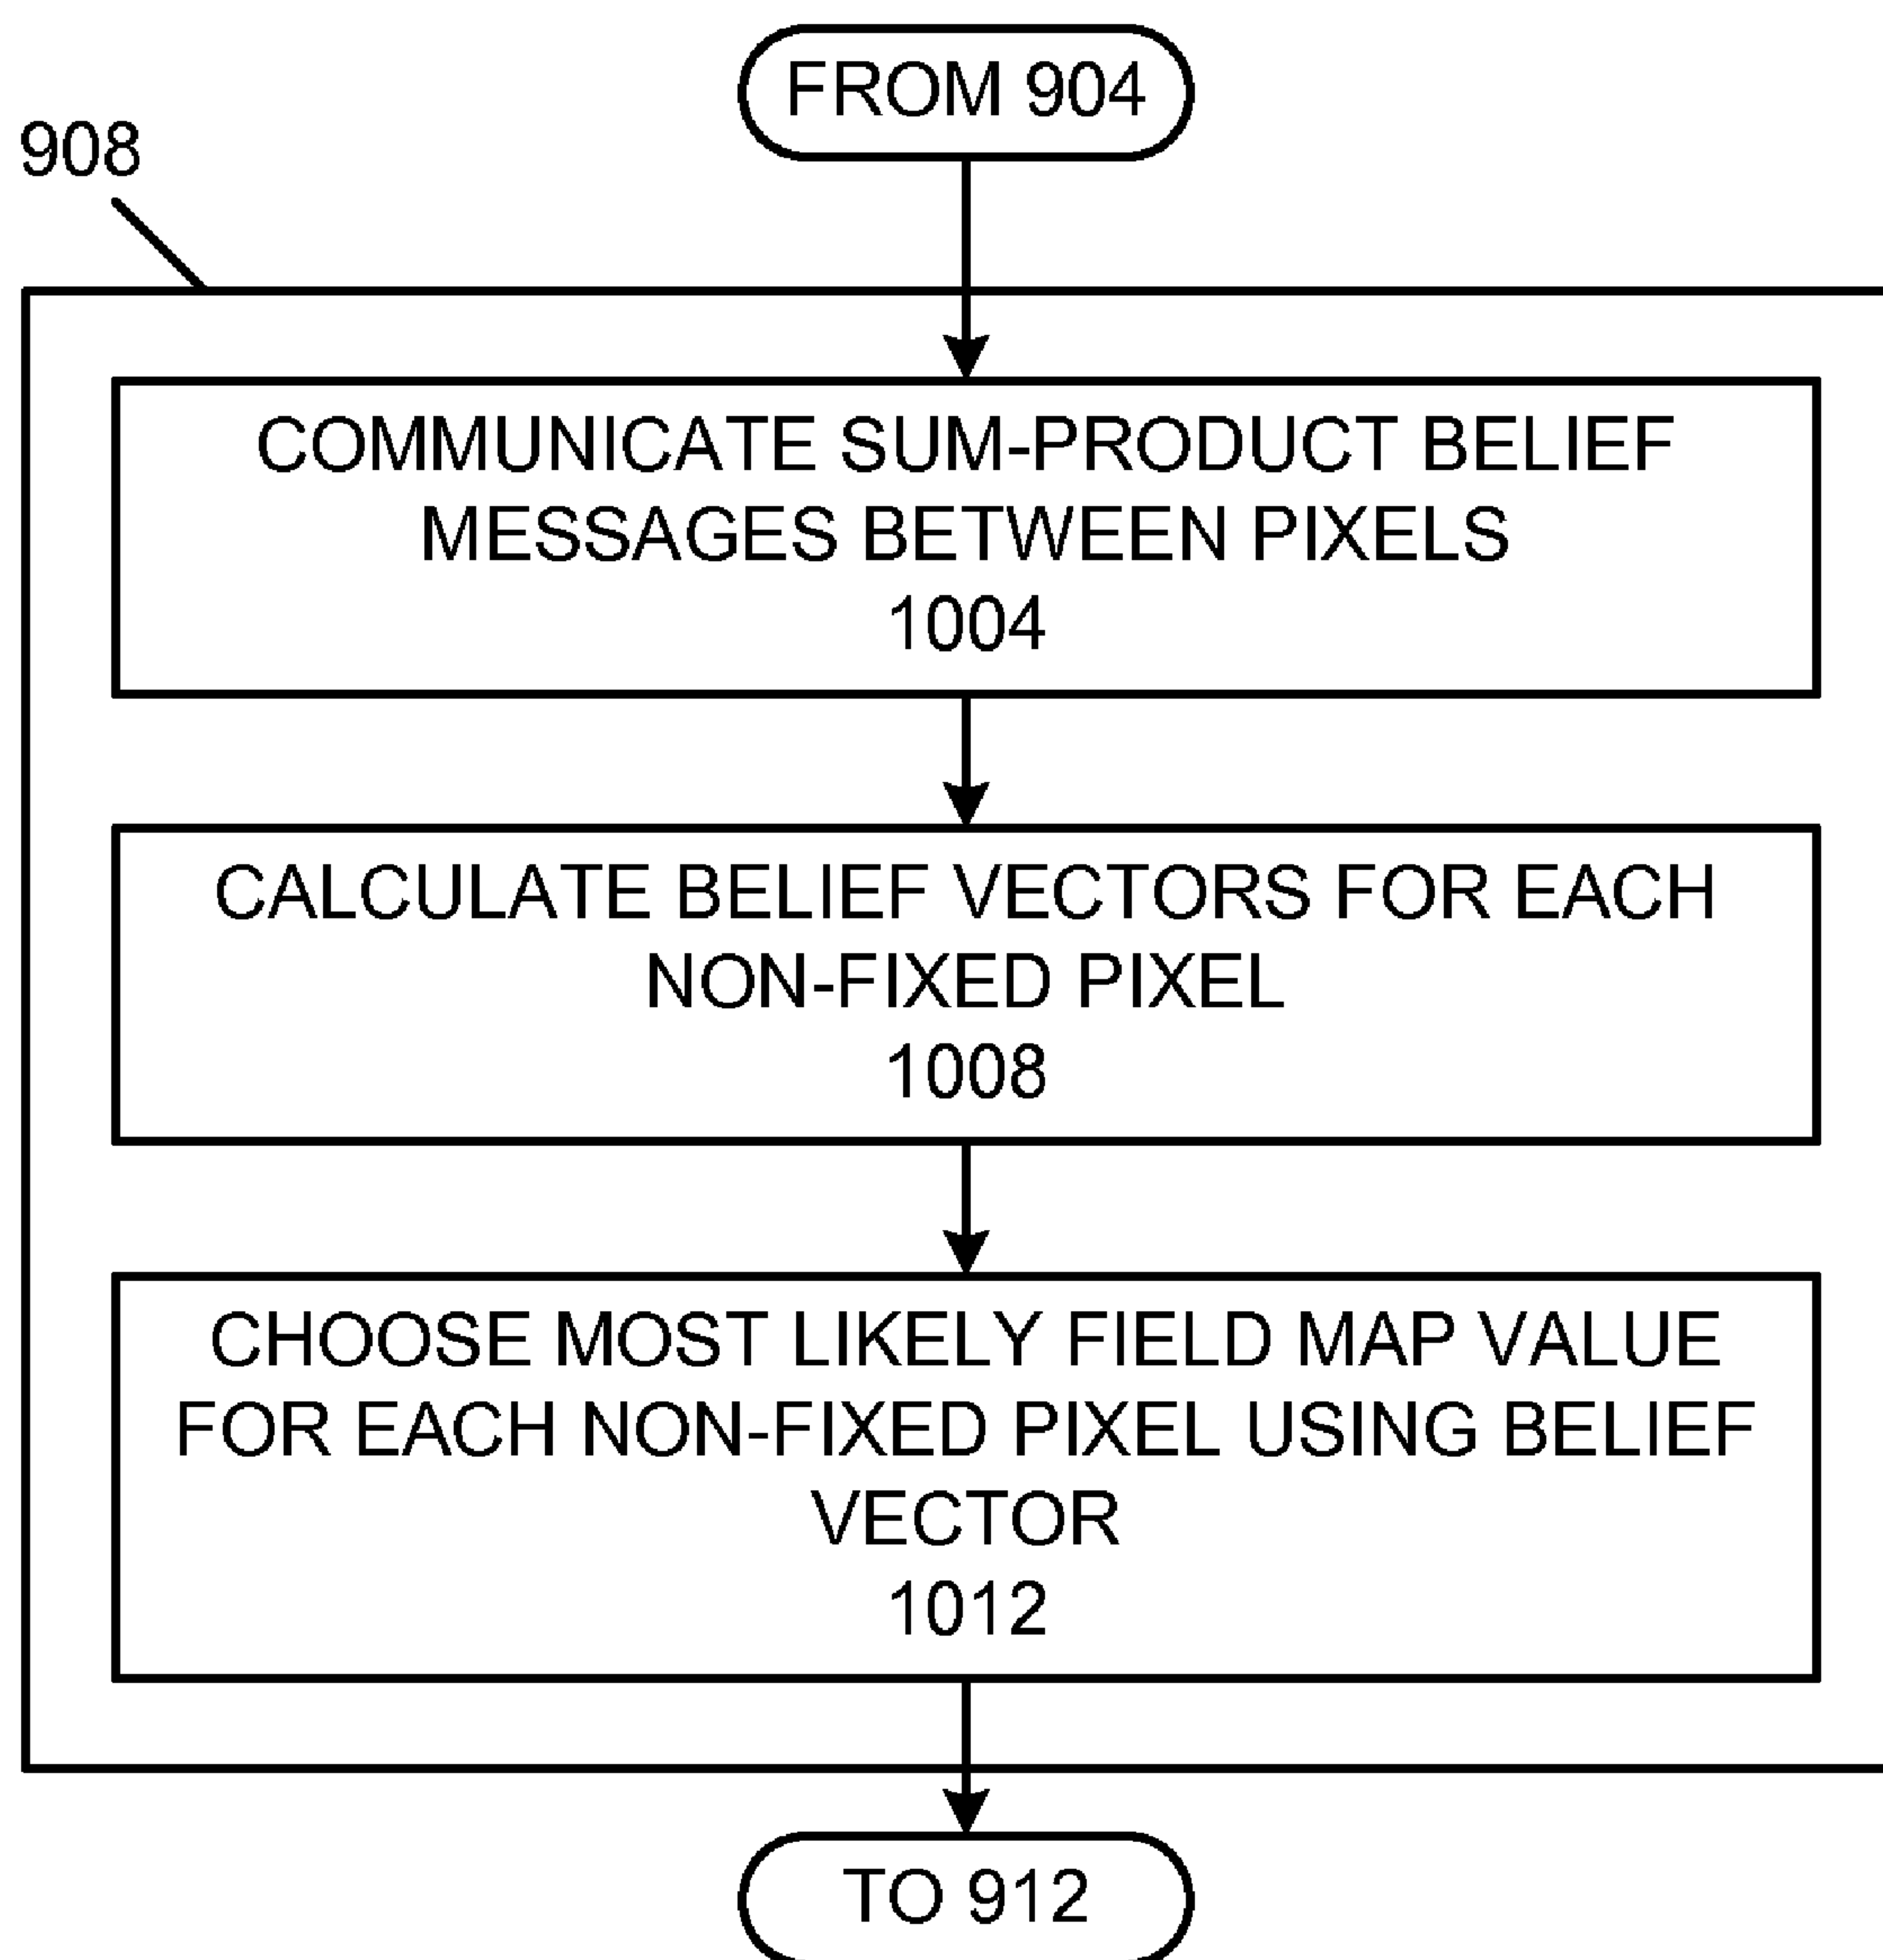 FROM 904
908
COMMUNICATE SUM-PRODUCT BELIEF
MESSAGES BETWEEN PIXELS
1004
CALCULATE BELIEF VECTORS FOR EACH
NON-FIXED PIXEL
1008
CHOOSE MOST LIKELY FIELD MAP VALUE
FOR EACH NON-FIXED PIXEL USING BELIEF
VECTOR
1012
TO 912